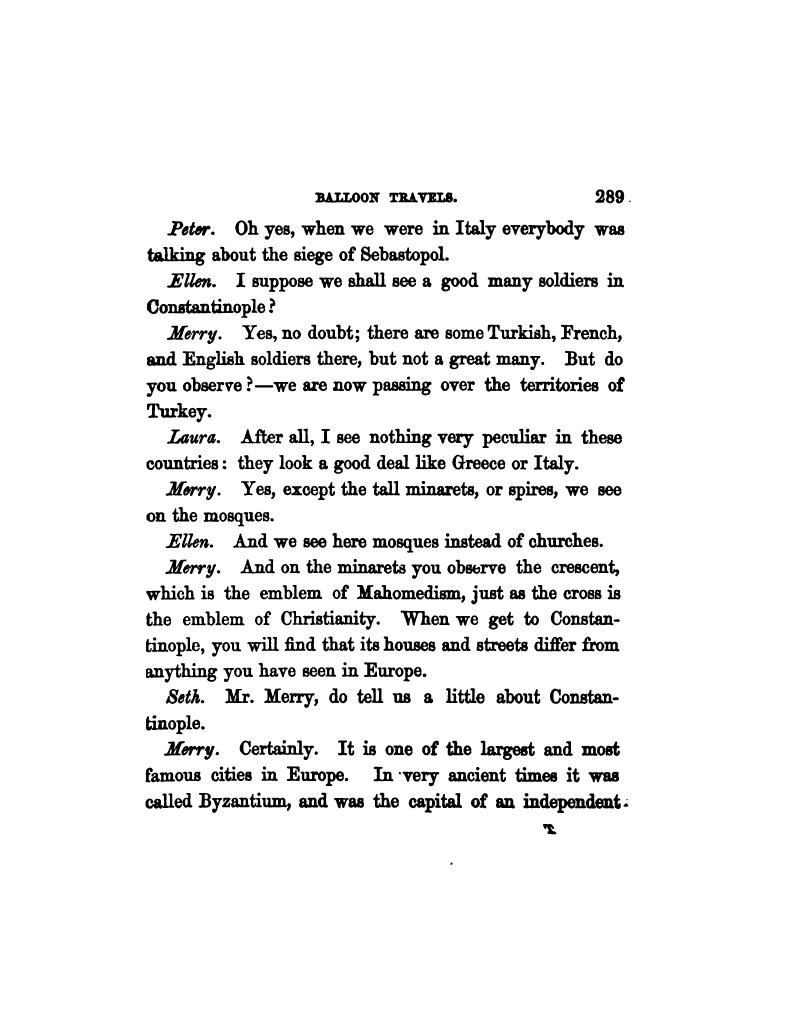 BALLOON TRAVELS. 289
Peter. Oh yes, when we were in Italy everybody was
talking about the siege of Sebastopol.
Ellen. I suppose we shall see a good many soldiers in
Constantinople?
Merry. Yes, no doubt; there are some Turkish, French,
and English soldiers there, but not a great many. But do
you observe?—we are now passing over the territories of
Turkey.
Laura. After all, I see nothing very peculiar in these
countries: they look a good deal like Greece or Italy.
Merry. Yes, except the tall minarets, or spires, we see
on the mosques.
Ellen. And we see here mosques instead of churches.
Merry. And on the minarets you observe the crescent,
which is the emblem of Mahomedism, just as the cross is
the emblem of Christianity. When we get to Constan-
tinople, you will find that its houses and streets differ from
anything you have seen in Europe.
Seth. Mr. Merry, do tell us a little about Constan-
tinople.
Merry. Certainly. It is one of the largest and most
famous cities in Europe. In very ancient times it was
called Byzantium, and was the capital of an independent
T